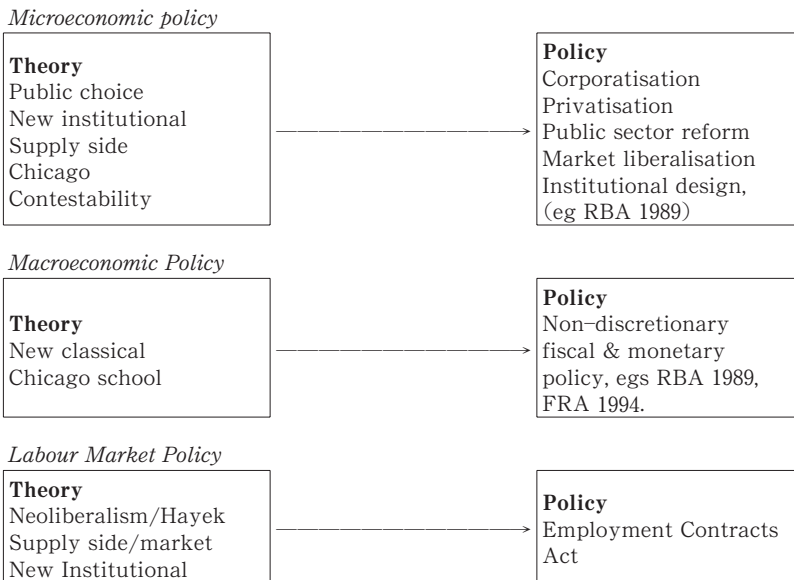 Microeconomic policy
Theory
Public choice
New institutional
Supply side
Chicago
Contestability
Policy
Corporatisation
Privatisation
Public sector reform
Market liberalisation
Institutional design,
(eg RBA 1989)
Macroeconomic Policy
Theory
New classical
Chicago school
Policy
Non-discretionary
fiscal & monetary
policy, egs RBA 1989,
FRA 1994.
Labour Market Policy
Theory
Neoliberalism/Hayek
Supply side/market
New Institutional
Policy
Employment Contracts
Act